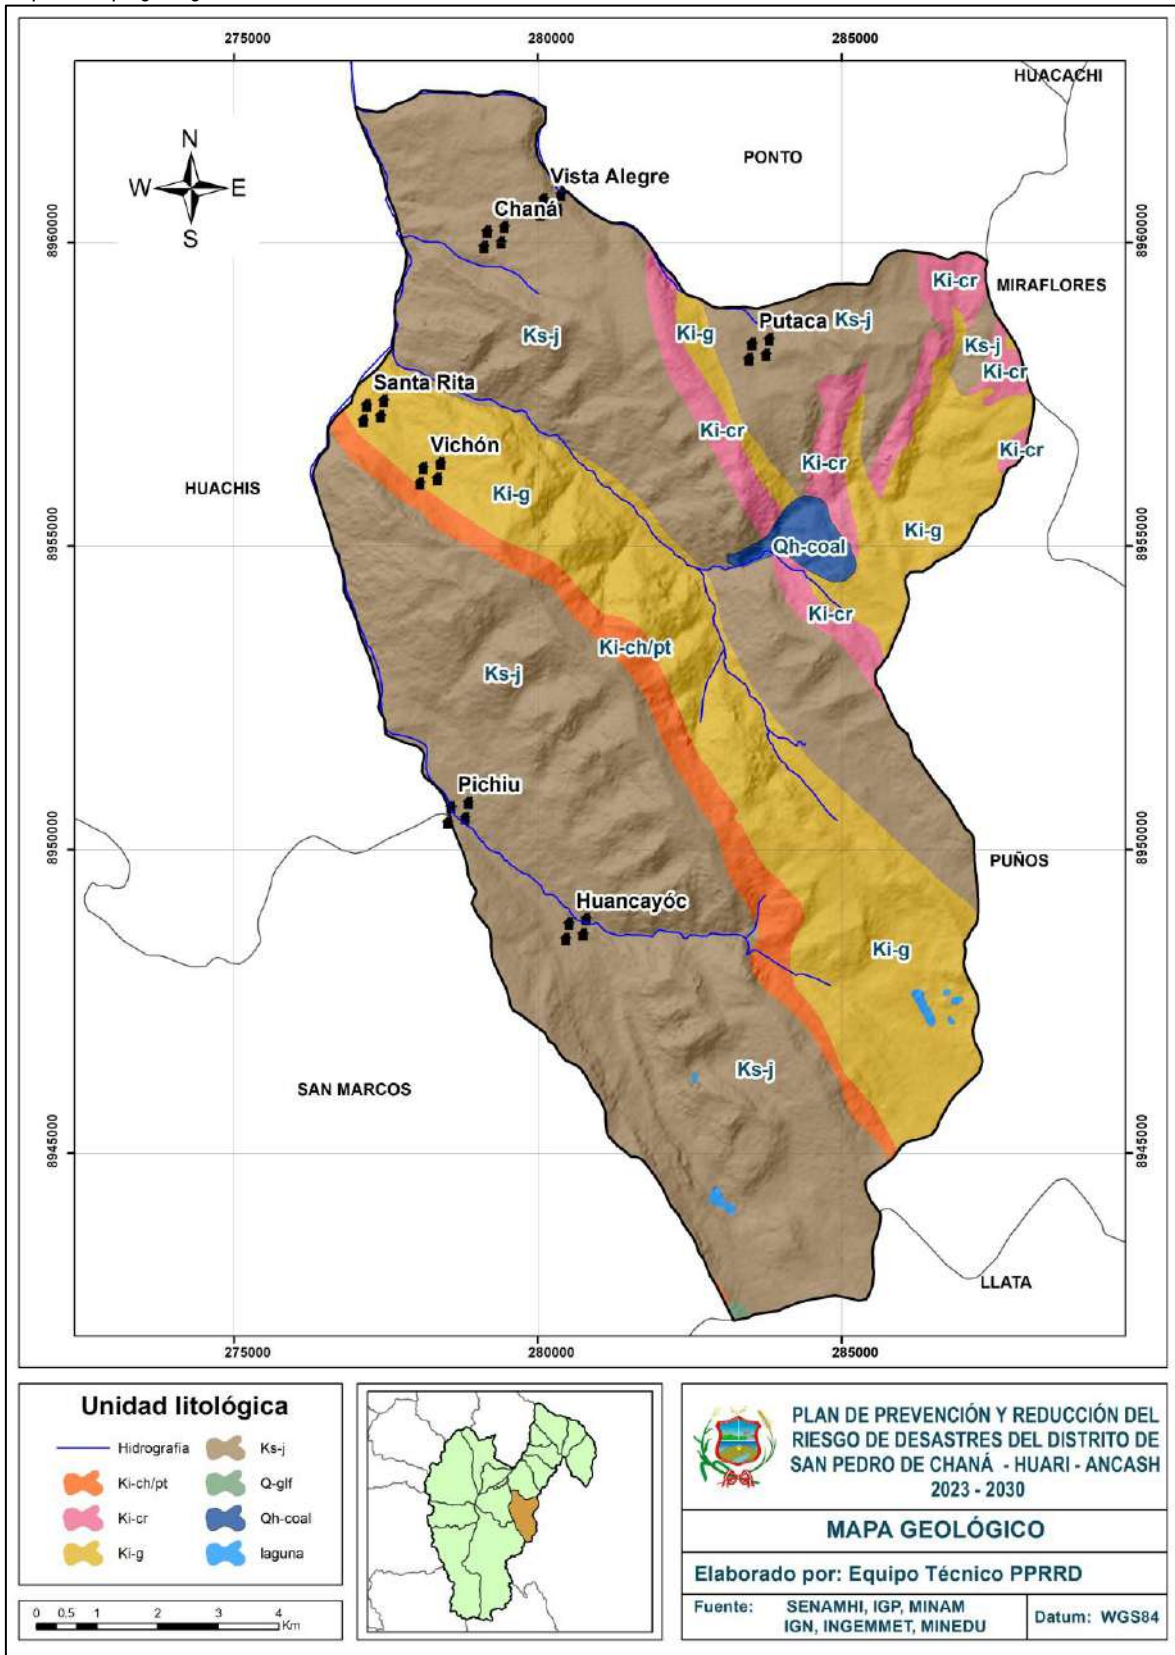 275000
280000
285000
HUACACHI
N
W
E
S
PONTO
Vista Alegre
Chaná
8960000
8960000
Ki-cr
MIRAFLORES
Putaca
Ks-j
Ki-g
Ks-j
Ks-j
Ki-cr
Santa Rita
Ki-cr
Vichón
Ki-cr
Ki-cr
HUACHIS
Ki-g
Ki-g
8955000
Qh-coal
8955000
Ki-cr
Ki-ch/pt
Ks-j
Pichiu
8950000
PUÑOS
8950000
Huancayóc
Ki-g
Ks-j
SAN MARCOS
8945000
8945000
LLATA
275000
280000
285000
Unidad litológica
Hidrografia
Ks-j
Ki-ch/pt
Q-glf
Ki-cr
Qh-coal
Ki-g
laguna
0 0.5 1 2 3 4
Km
PLAN DE PREVENCIÓN Y REDUCCIÓN DEL
RIESGO DE DESASTRES DEL DISTRITO DE
SAN PEDRO DE CHANÁ - HUARI - ANCASH
2023 - 2030
MAPA GEOLÓGICO
Elaborado por: Equipo Técnico PPRRD
Fuente: SENAMHI, IGP, MINAM
IGN, INGEMMET, MINEDU
Datum: WGS84